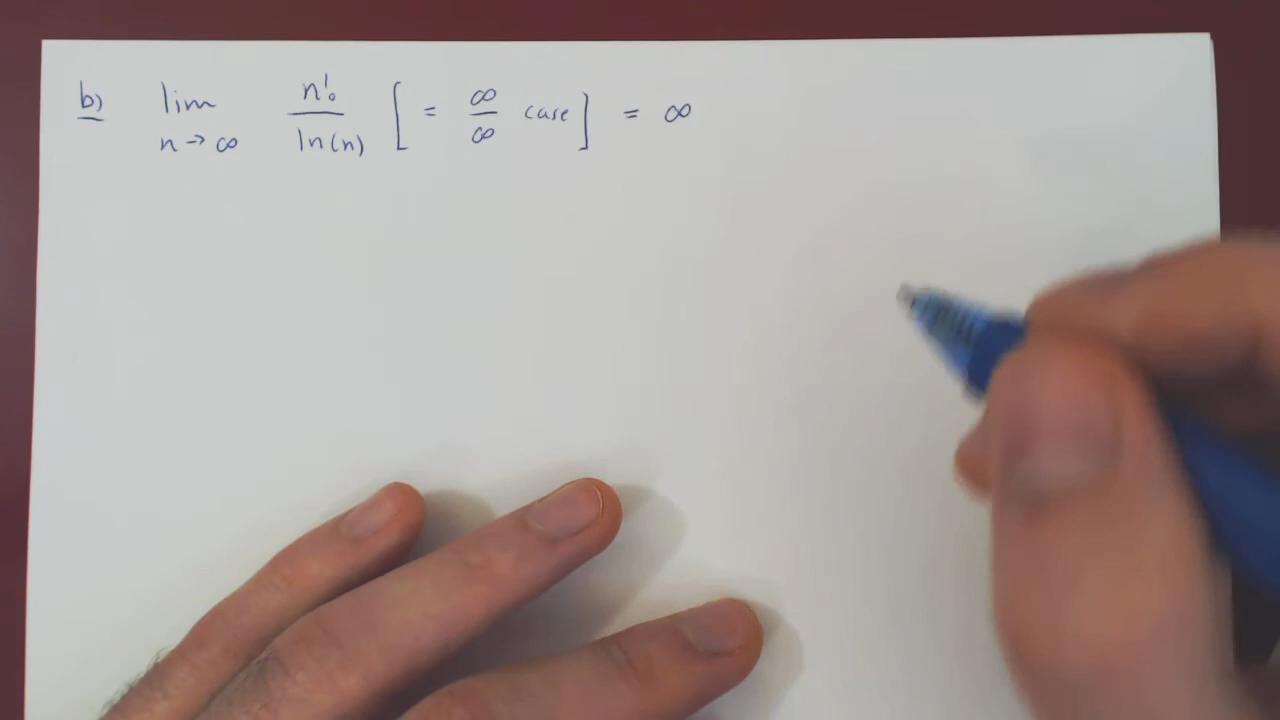 b) lim n→∞ n!/ln(n) [ = ∞/∞ case ] = ∞